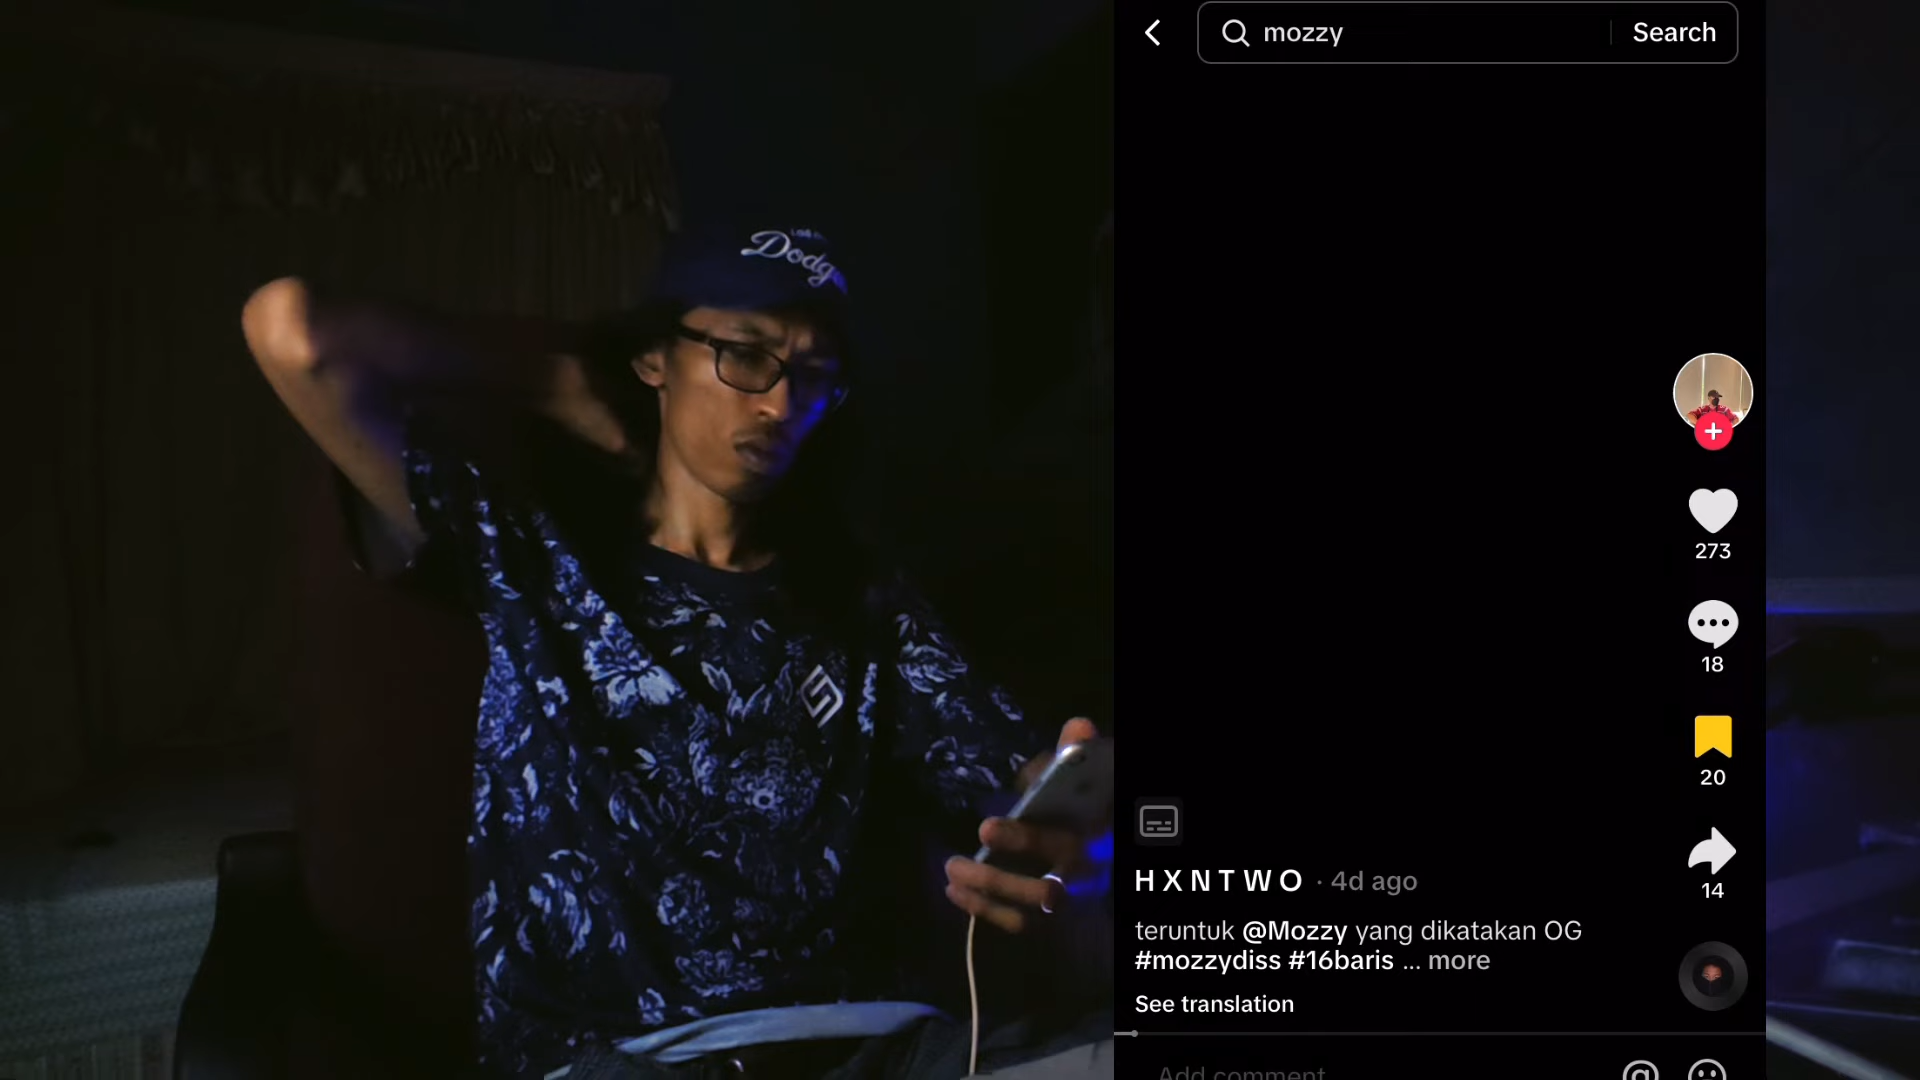 mozzy
Search
Dodg
273
18
20
14
H X N T W O · 4d ago
teruntuk @Mozzy yang dikatakan OG
#mozzydiss #16baris ... more
See translation
Add comment